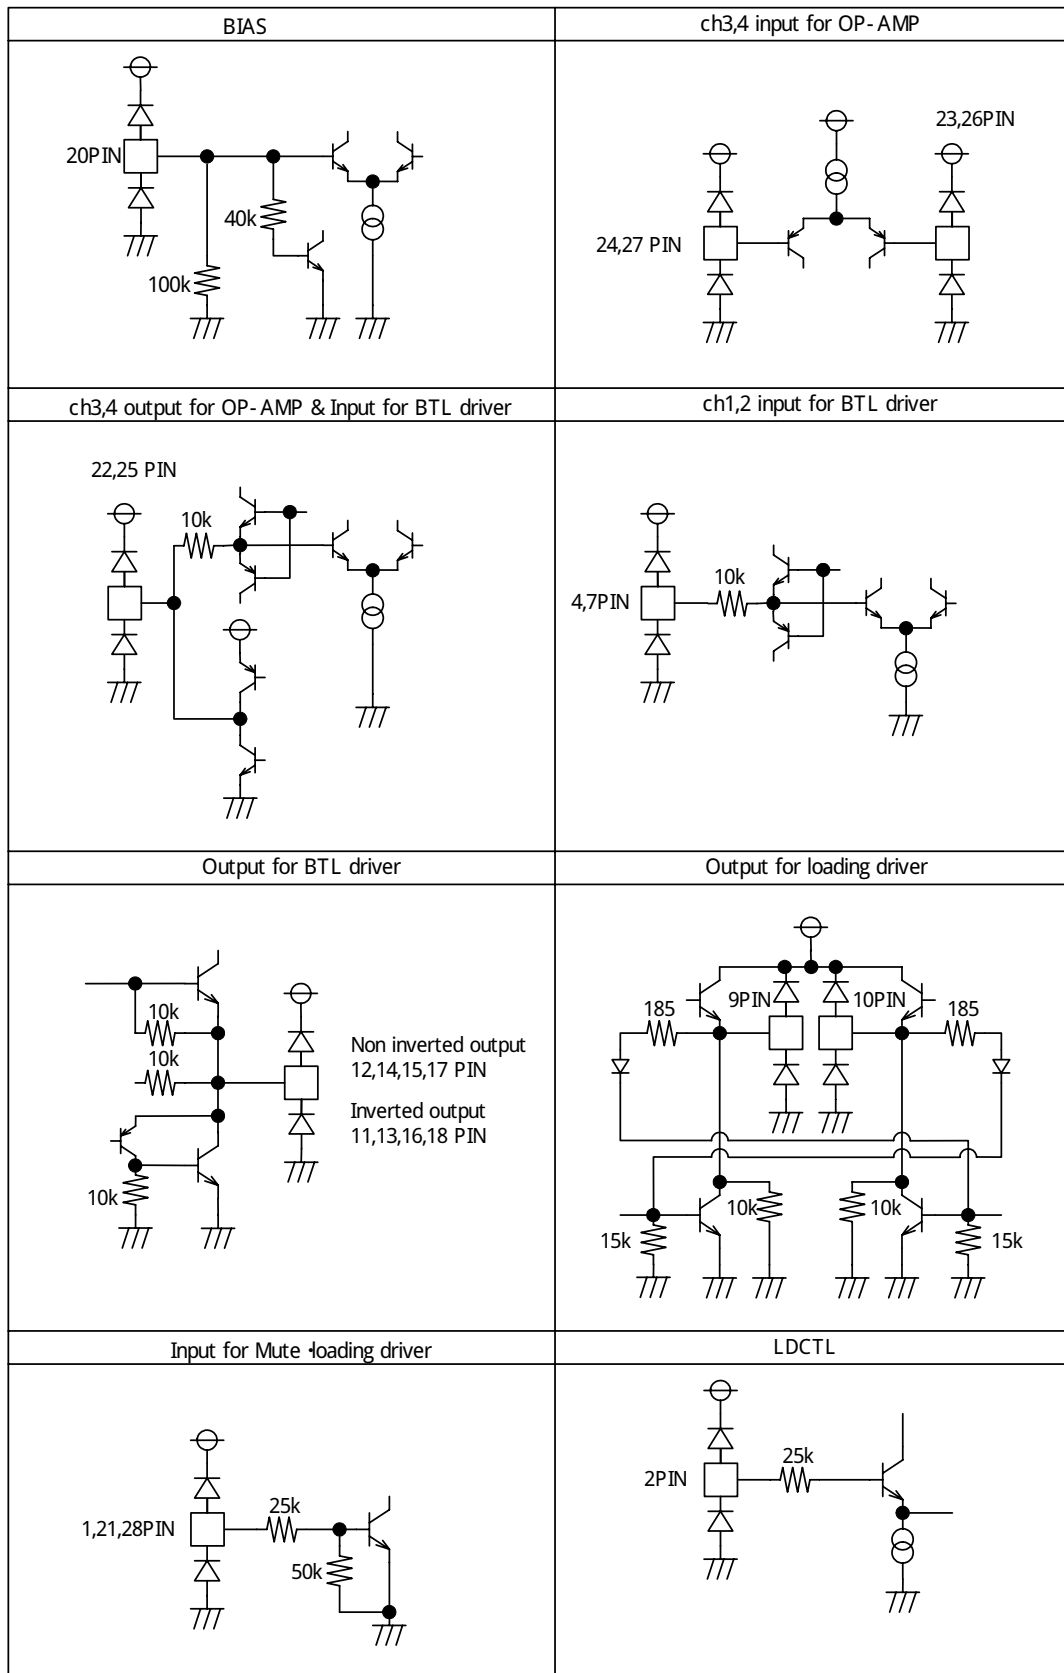 BIAS
ch3,4 input for OP-AMP
20PIN
40k
100k
23,26PIN
24,27 PIN
ch3,4 output for OP-AMP & Input for BTL driver
ch1,2 input for BTL driver
22,25 PIN
10k
10k
4,7PIN
Output for BTL driver
Output for loading driver
10k
10k
10k
Non inverted output
12,14,15,17 PIN
Inverted output
11,13,16,18 PIN
9PIN
10PIN
185
185
10k
10k
15k
15k
Input for Mute •loading driver
LDCTL
1,21,28PIN
25k
50k
2PIN
25k